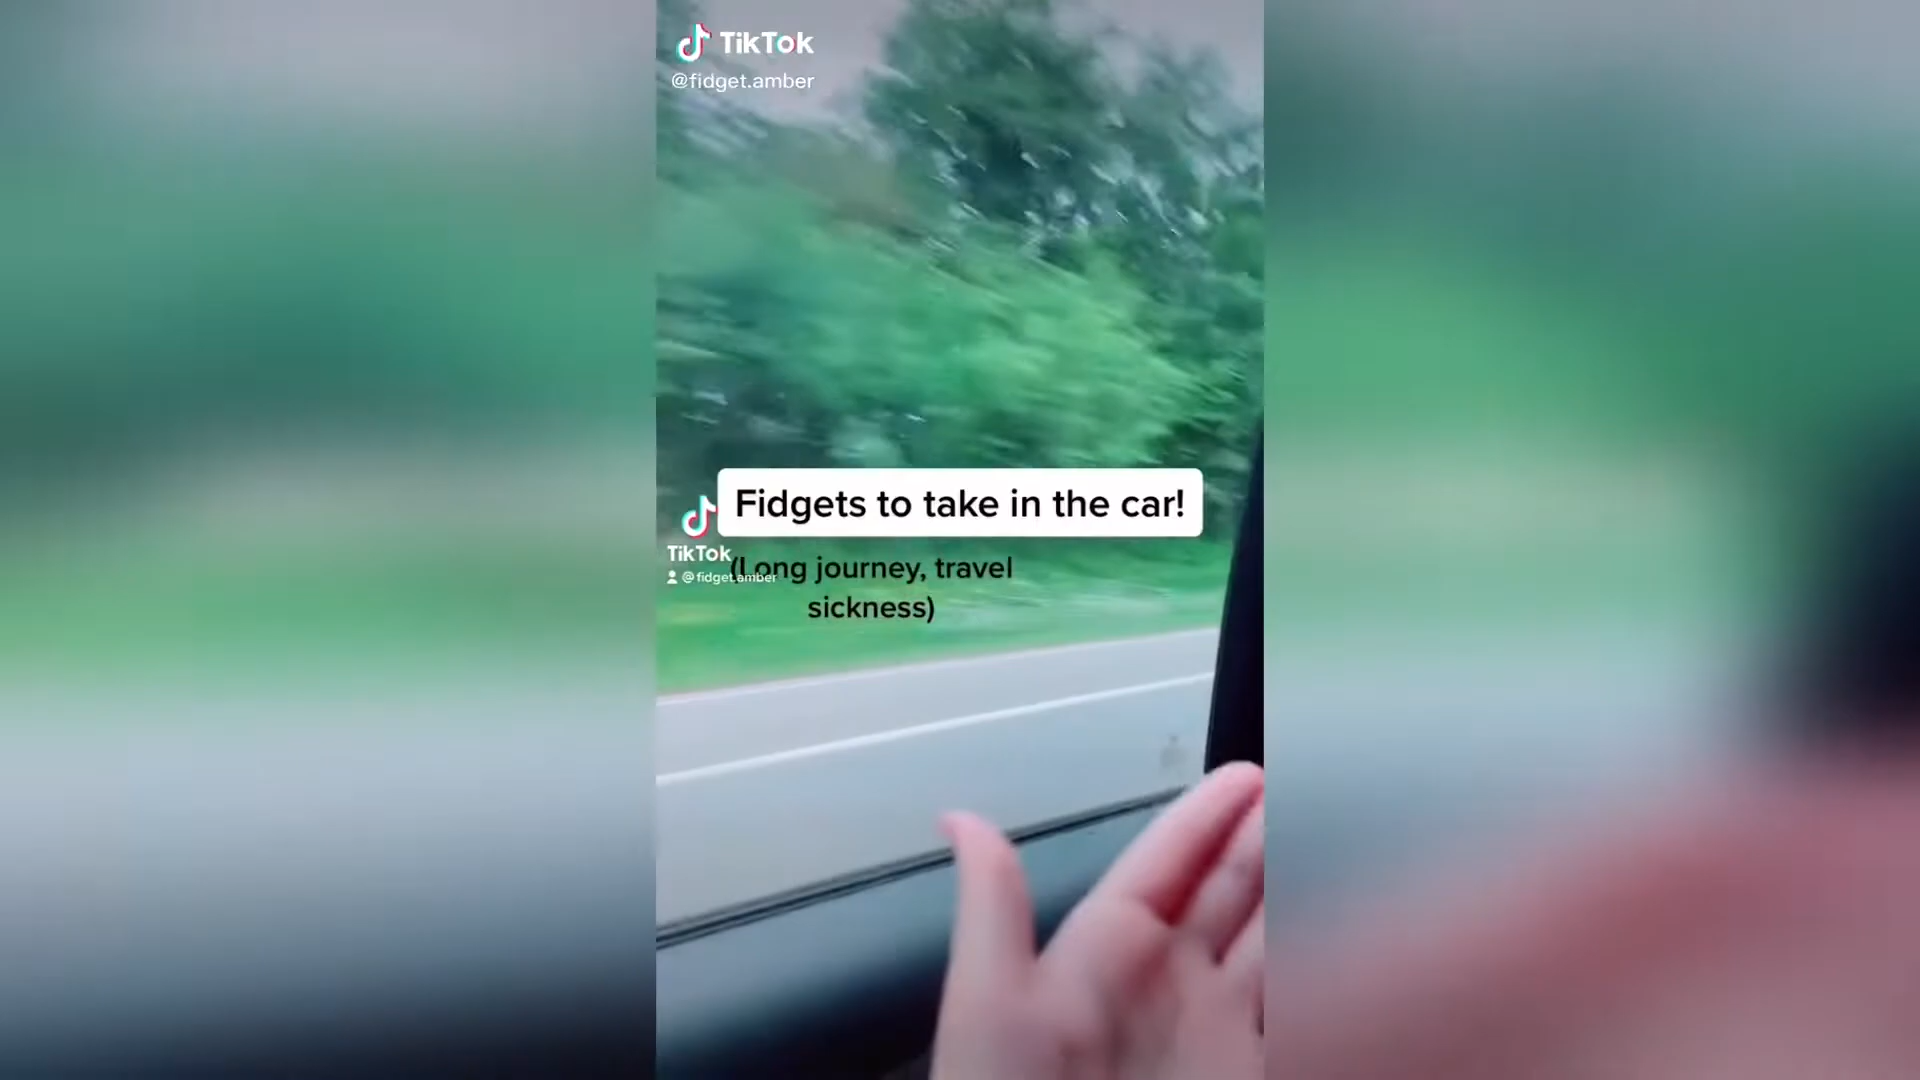 TikTok
@fidget.amber
Fidgets to take in the car!
TikTok
@fidget.amber
(Long journey, travel
sickness)